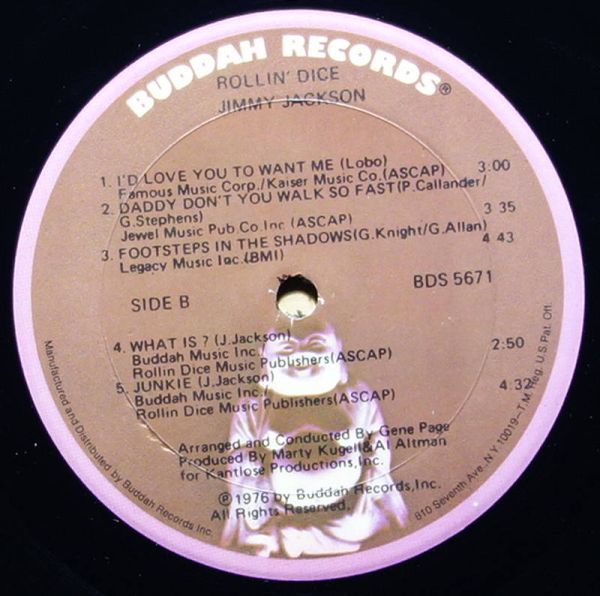 BUDDAH RECORDS®
ROLLIN' DICE
JIMMY JACKSON
1. I'D LOVE YOU TO WANT ME (Lobo)
Famous Music Corp./Kaiser Music Co.(ASCAP) 3:00
2. DADDY DON'T YOU WALK SO FAST(P.Callander/
G.Stephens)
Jewel Music Pub.Co.Inc (ASCAP) 3 35
3. FOOTSTEPS IN THE SHADOWS(G.Knight/G.Allan) 4 43
Legacy Music Inc.(BMI)
BDS 5671
SIDE B
4. WHAT IS ? (J.Jackson) 2:50
Buddah Music Inc./
Rollin Dice Music Publishers(ASCAP)
5. JUNKIE (J.Jackson) 4:32
Buddah Music Inc./
Rollin Dice Music Publishers(ASCAP)
Arranged and Conducted By Gene Page
Produced By Marty Kugell&Al Altman
for Kantlose Productions,Inc.
©1976 by Buddah Records,Inc.
All Rights Reserved.
Manufactured and Distributed by Buddah Records Inc.
810 Seventh Ave., N.Y. 10019–T.M. Reg. U.S. Pat. Off.